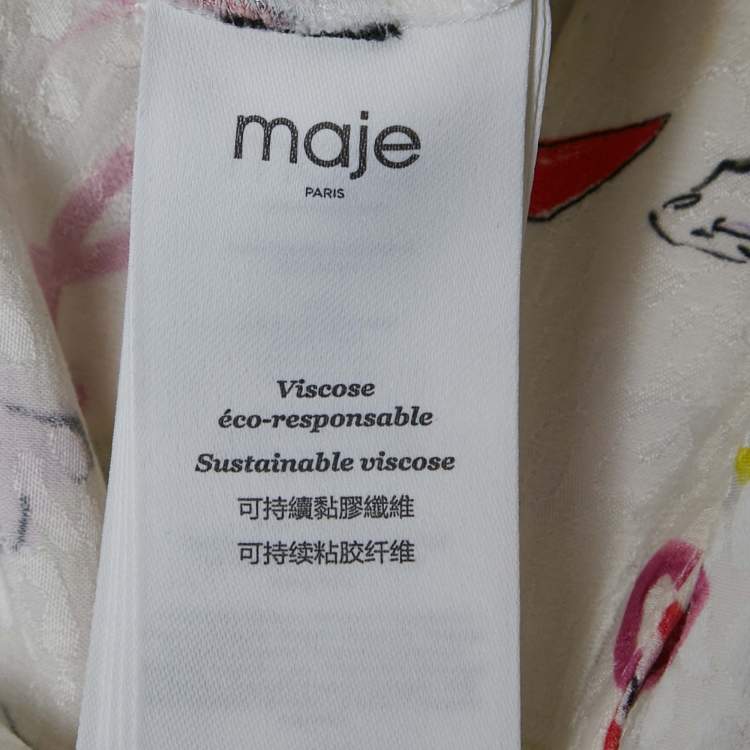 maje
PARIS
Viscose
éco-responsable
Sustainable viscose
可持續黏膠纖維
可持续粘胶纤维